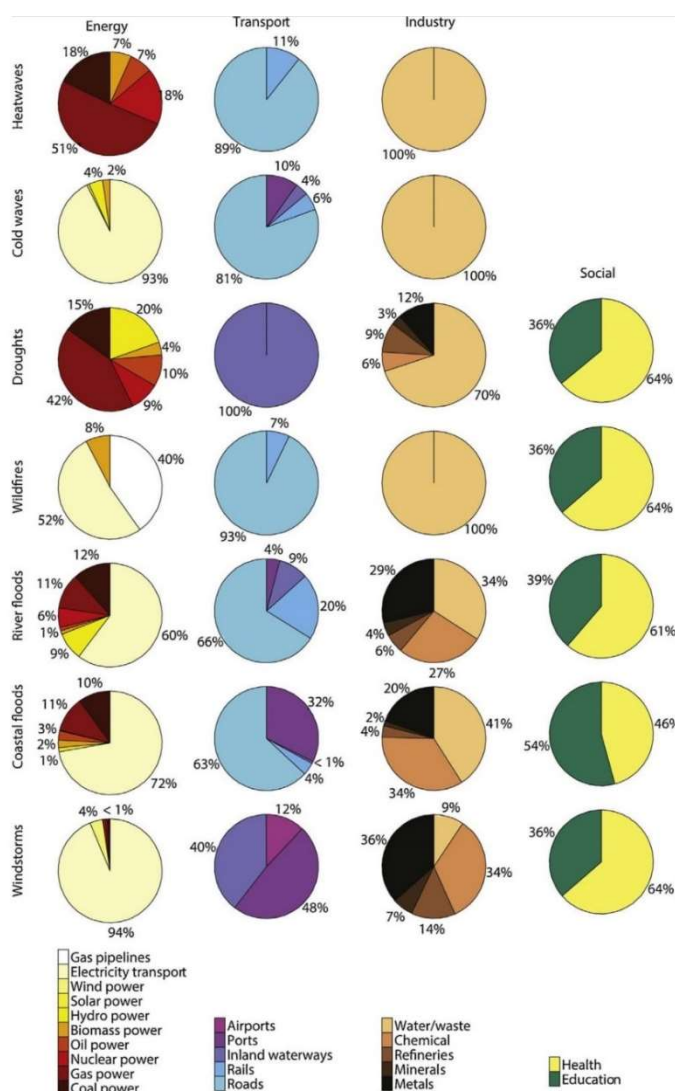 Energy
Transport
Industry
Heatwaves
18%
7%
7%
18%
51%
11%
89%
100%
Cold waves
4%
2%
93%
10%
4%
6%
81%
100%
Social
Droughts
15%
20%
4%
10%
9%
42%
100%
12%
3%
9%
6%
70%
36%
64%
Wildfires
8%
40%
52%
7%
93%
100%
36%
64%
River floods
12%
11%
6%
1%
9%
60%
4%
9%
20%
66%
29%
34%
4%
6%
27%
39%
61%
Coastal floods
10%
11%
3%
2%
1%
72%
32%
< 1%
4%
63%
20%
2%
4%
41%
34%
46%
54%
Windstorms
4%
< 1%
94%
12%
40%
48%
9%
36%
34%
7%
14%
36%
64%
Gas pipelines
Electricity transport
Wind power
Solar power
Hydro power
Biomass power
Oil power
Nuclear power
Gas power
Coal power
Airports
Ports
Inland waterways
Rails
Roads
Water/waste
Chemical
Refineries
Minerals
Metals
Health
Education